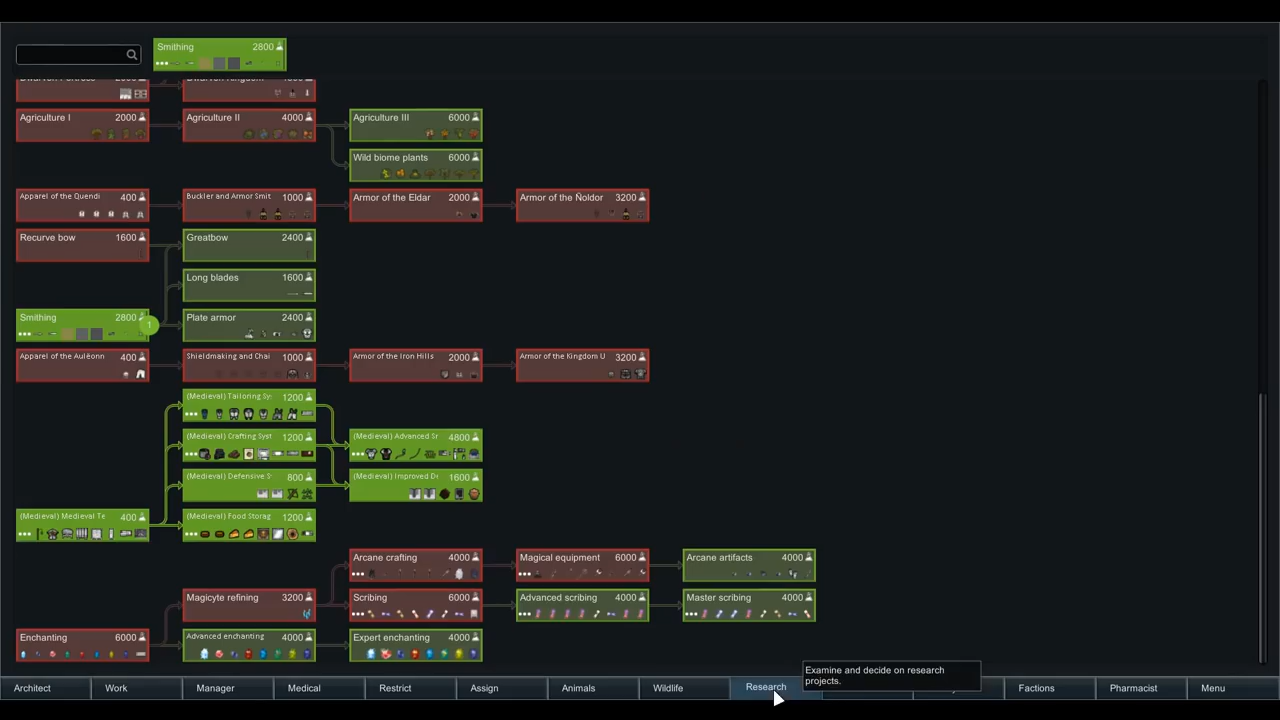 Smithing 2800
Agriculture I 2000
Agriculture II 4000
Agriculture III 6000
Wild biome plants 6000
Apparel of the Quendi 400
Buckler and Armor Smit 1000
Armor of the Eldar 2000
Armor of the Ñoldor 3200
Recurve bow 1600
Greatbow 2400
Long blades 1600
Smithing 2800
1
Plate armor 2400
Apparel of the Aulëonn 400
Shieldmaking and Chai 1000
Armor of the Iron Hills 2000
Armor of the Kingdom U 3200
(Medieval) Tailoring Sy 1200
(Medieval) Crafting Syst 1200
(Medieval) Advanced Sr 4800
(Medieval) Defensive S 800
(Medieval) Improved D 1600
(Medieval) Medieval Te 400
(Medieval) Food Storag 1200
Arcane crafting 4000
Magical equipment 6000
Arcane artifacts 4000
Magicyte refining 3200
Scribing 6000
Advanced scribing 4000
Master scribing 4000
Enchanting 6000
Advanced enchanting 4000
Expert enchanting 4000
Examine and decide on research
projects.
Architect Work Manager Medical Restrict Assign Animals Wildlife Research Factions Pharmacist Menu